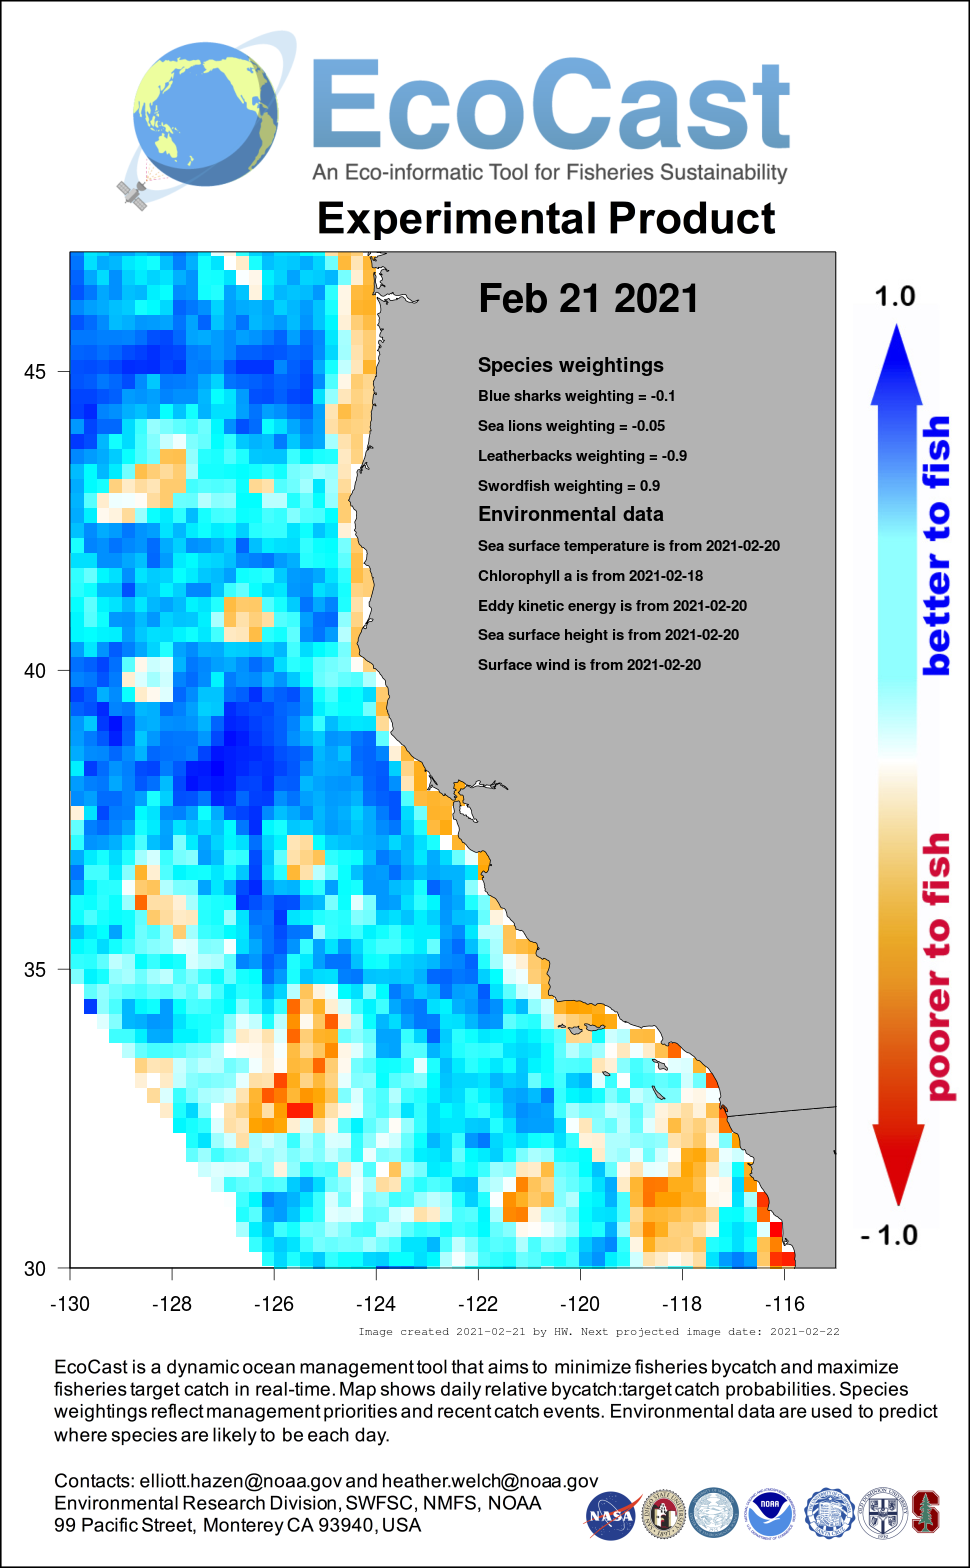 EcoCast
An Eco-informatic Tool for Fisheries Sustainability
Experimental Product
Feb 21 2021
Species weightings
Blue sharks weighting = -0.1
Sea lions weighting = -0.05
Leatherbacks weighting = -0.9
Swordfish weighting = 0.9
Environmental data
Sea surface temperature is from 2021-02-20
Chlorophyll a is from 2021-02-18
Eddy kinetic energy is from 2021-02-20
Sea surface height is from 2021-02-20
Surface wind is from 2021-02-20
1.0
better to fish
poorer to fish
- 1.0
45
40
35
30
-130
-128
-126
-124
-122
-120
-118
-116
Image created 2021-02-21 by HW. Next projected image date: 2021-02-22
EcoCast is a dynamic ocean management tool that aims to minimize fisheries bycatch and maximize
fisheries target catch in real-time. Map shows daily relative bycatch:target catch probabilities. Species
weightings reflect management priorities and recent catch events. Environmental data are used to predict
where species are likely to be each day.
Contacts: elliott.hazen@noaa.gov and heather.welch@noaa.gov
Environmental Research Division, SWFSC, NMFS, NOAA
99 Pacific Street, Monterey CA 93940, USA
NASA
NOAA